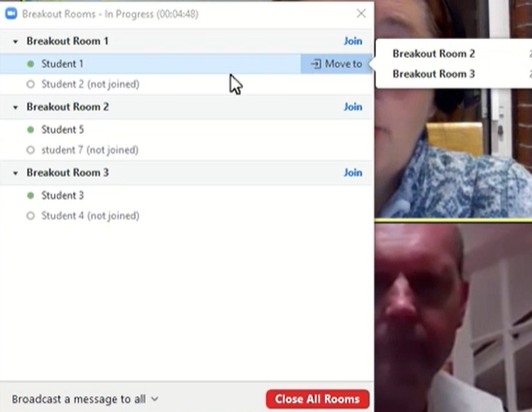 Breakout Rooms - In Progress (00:04:48)
Breakout Room 1 Join
Student 1 Move to
Breakout Room 2
Breakout Room 3
Student 2 (not joined)
Breakout Room 2 Join
Student 5
student 7 (not joined)
Breakout Room 3 Join
Student 3
Student 4 (not joined)
Broadcast a message to all
Close All Rooms